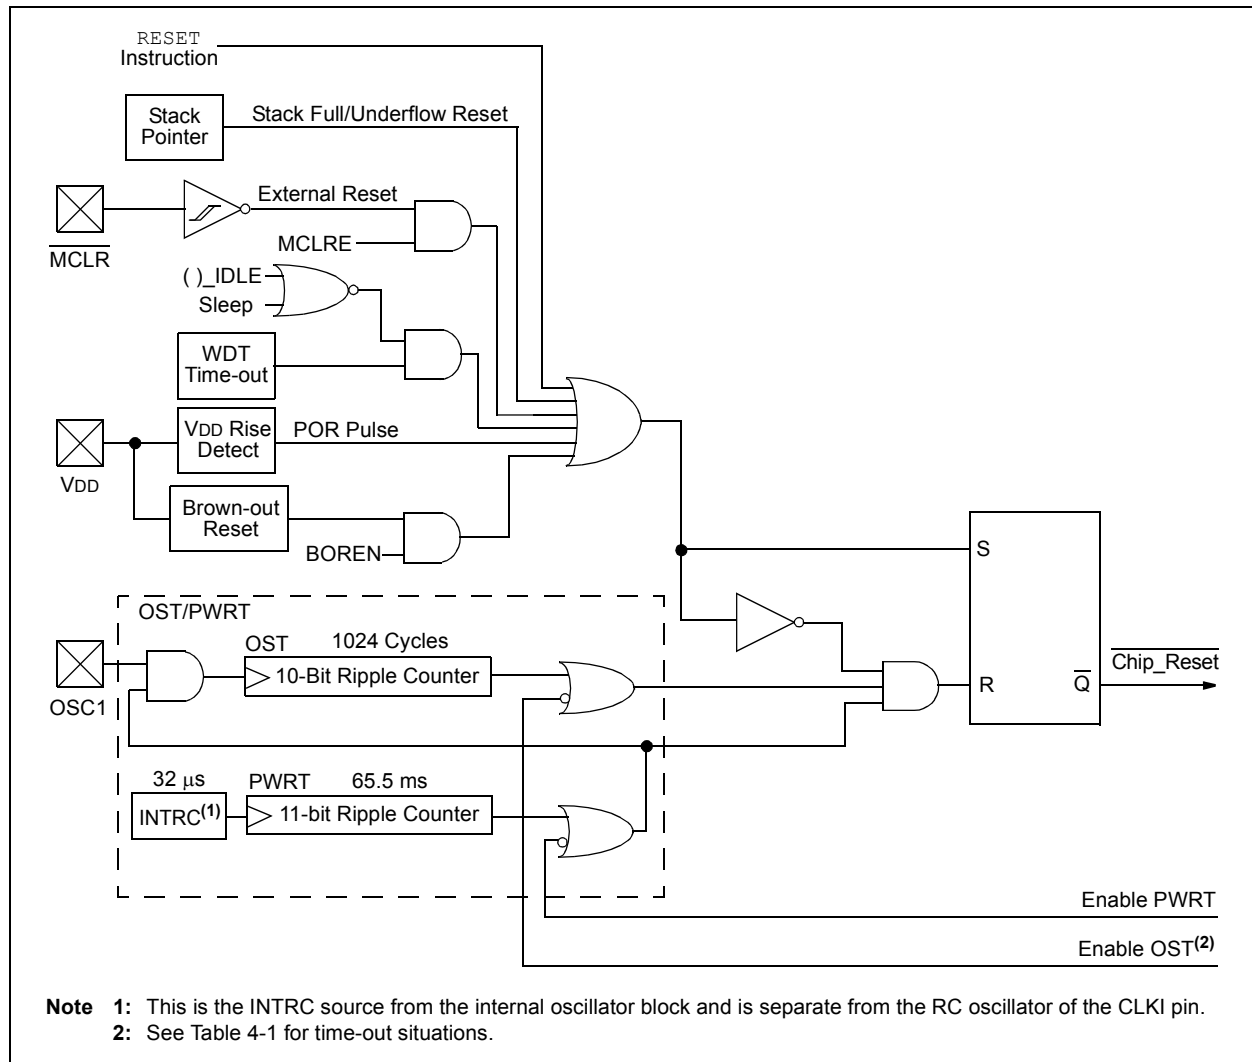 RESET
Instruction
Stack
Pointer
Stack Full/Underflow Reset
External Reset
MCLR
MCLRE
( )_IDLE
Sleep
WDT
Time-out
VDD
VDD Rise
Detect
POR Pulse
Brown-out
Reset
BOREN
S
R
Q
Chip_Reset
OST/PWRT
OSC1
OST
1024 Cycles
10-Bit Ripple Counter
32 μs
INTRC(1)
PWRT
65.5 ms
11-bit Ripple Counter
Enable PWRT
Enable OST(2)
Note 1: This is the INTRC source from the internal oscillator block and is separate from the RC oscillator of the CLKI pin.
2: See Table 4-1 for time-out situations.